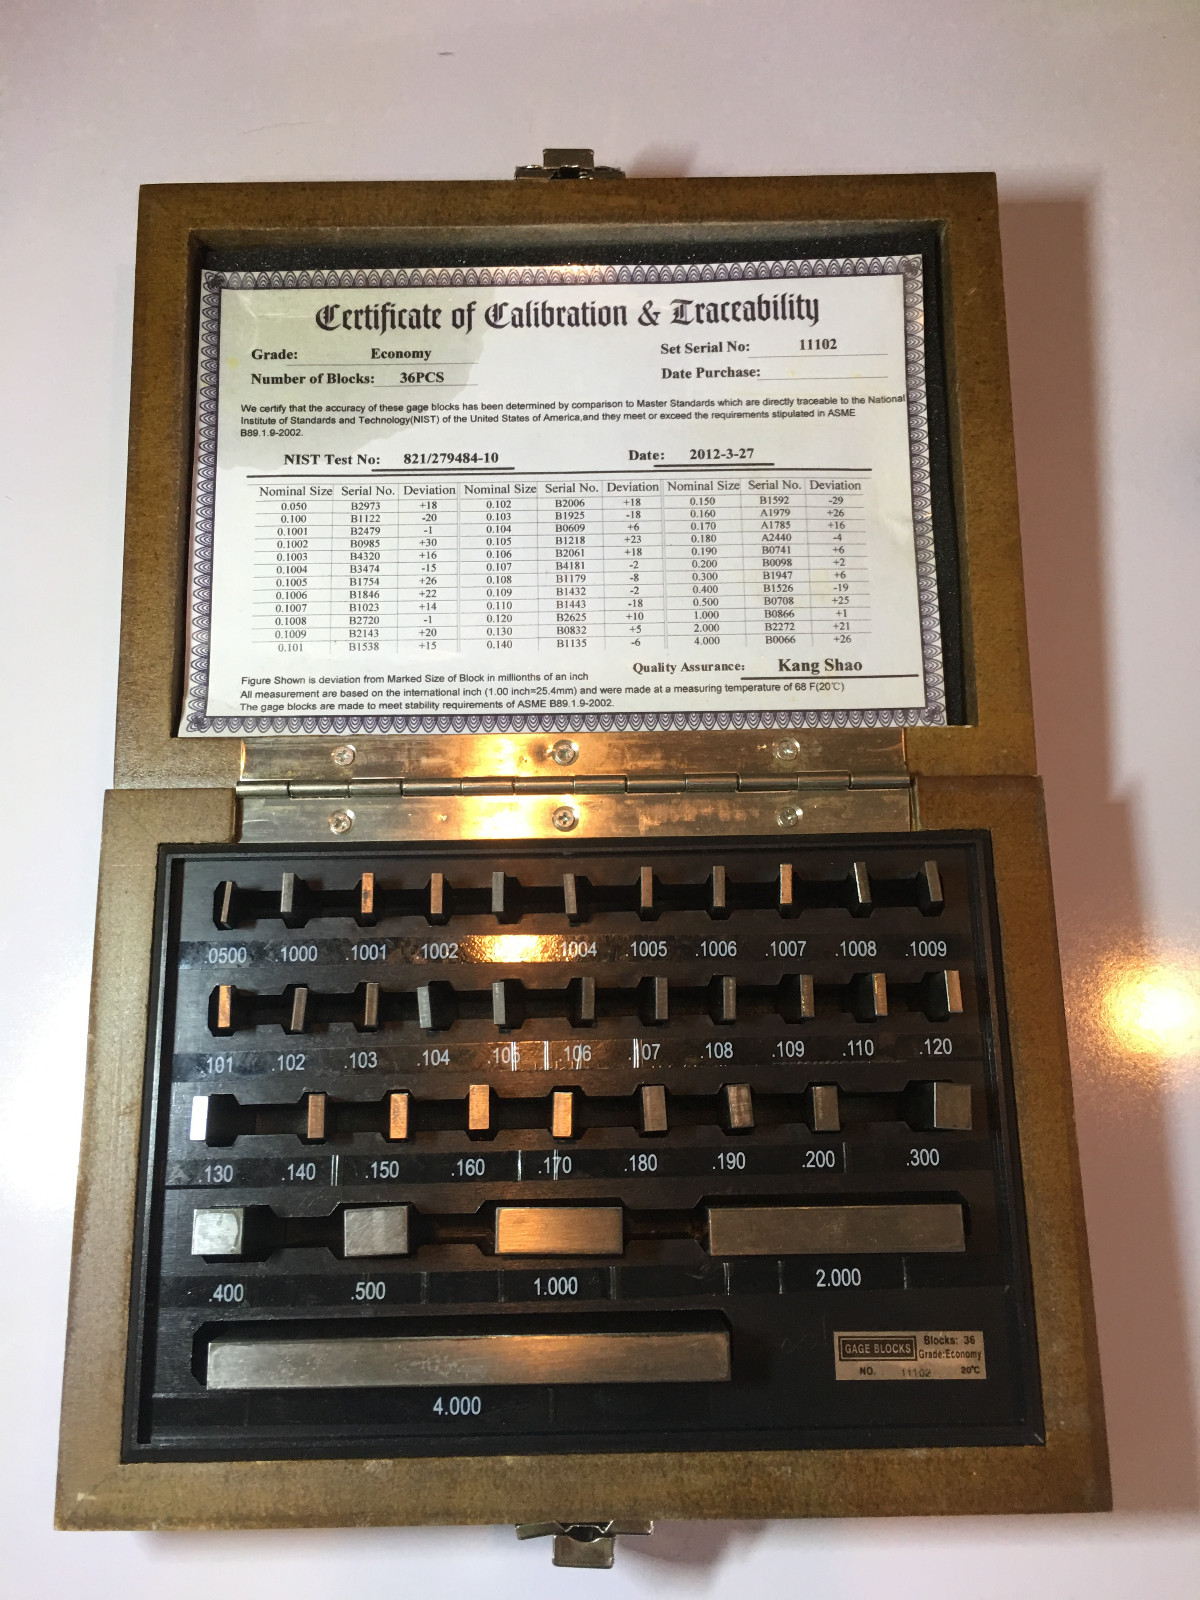 Certificate of Calibration & Traceability
Grade: Economy Set Serial No: 11102
Number of Blocks: 36PCS Date Purchase:
We certify that the accuracy of these gage blocks has been determined by comparison to Master Standards which are directly traceable to the National
Institute of Standards and Technology(NIST) of the United States of America,and they meet or exceed the requirements stipulated in ASME
B89.1.9-2002.
NIST Test No: 821/279484-10 Date: 2012-3-27
Nominal Size Serial No. Deviation Nominal Size Serial No. Deviation Nominal Size Serial No. Deviation
0.050 B2973 +18 0.102 B2006 +18 0.150 B1592 -29
0.100 B1122 -20 0.103 B1925 -18 0.160 A1979 +26
0.1001 B2479 -1 0.104 B0609 +6 0.170 A1785 +16
0.1002 B0985 +30 0.105 B1218 +23 0.180 A2440 -4
0.1003 B4320 +16 0.106 B2061 +18 0.190 B0741 +6
0.1004 B3474 -15 0.107 B4181 -2 0.200 B0098 +2
0.1005 B1754 +26 0.108 B1179 -8 0.300 B1947 +6
0.1006 B1846 +22 0.109 B1432 -2 0.400 B1526 -19
0.1007 B1023 +14 0.110 B1443 -18 0.500 B0708 +25
0.1008 B2720 -1 0.120 B2625 +10 1.000 B0866 +1
0.1009 B2143 +20 0.130 B0832 +5 2.000 B2272 +21
0.101 B1538 +15 0.140 B1135 -6 4.000 B0066 +26
Quality Assurance: Kang Shao
Figure Shown is deviation from Marked Size of Block in millionths of an inch
All measurement are based on the international inch (1.00 inch=25.4mm) and were made at a measuring temperature of 68 F(20℃)
The gage blocks are made to meet stability requirements of ASME B89.1.9-2002.
.0500 .1000 .1001 .1002 .1004 .1005 .1006 .1007 .1008 .1009
.101 .102 .103 .104 .105 .106 .107 .108 .109 .110 .120
.130 .140 .150 .160 .170 .180 .190 .200 .300
.400 .500 1.000 2.000
4.000
GAGE BLOCKS Blocks: 36
Grade:Economy
NO. 11102 20℃